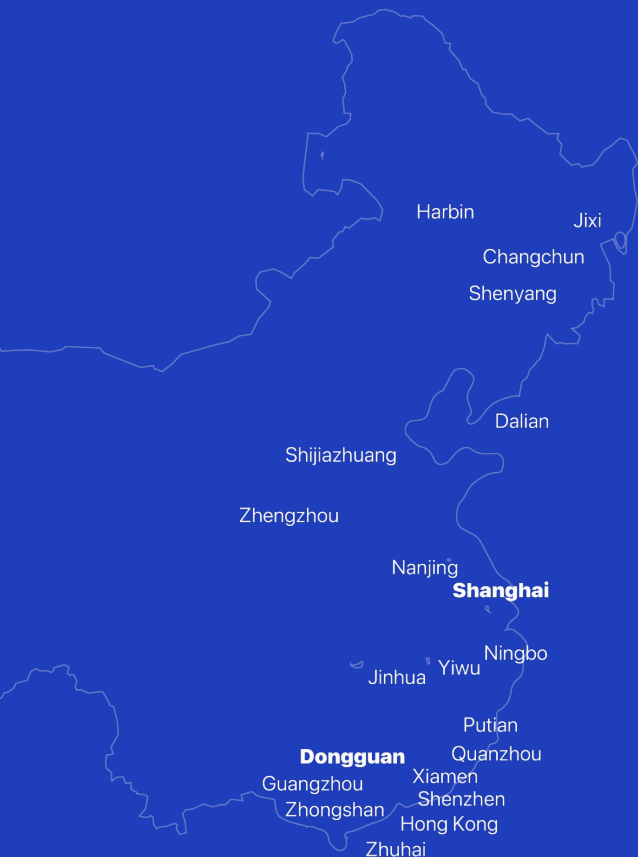 Harbin
Jixi
Changchun
Shenyang
Dalian
Shijiazhuang
Zhengzhou
Nanjing
Shanghai
Ningbo
Yiwu
Jinhua
Putian
Quanzhou
Dongguan
Xiamen
Guangzhou
Shenzhen
Zhongshan
Hong Kong
Zhuhai